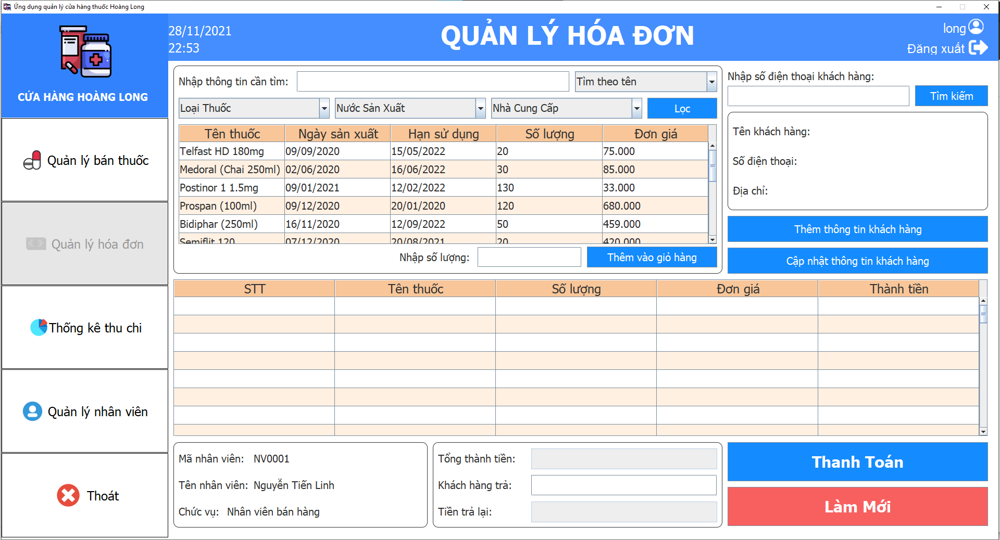 Ứng dụng quản lý cửa hàng thuốc Hoàng Long
CỬA HÀNG HOÀNG LONG
28/11/2021
22:53
QUẢN LÝ HÓA ĐƠN
long
Đăng xuất
Quản lý bán thuốc
Quản lý hóa đơn
Thống kê thu chi
Quản lý nhân viên
Thoát
Nhập thông tin cần tìm:
Tìm theo tên
Loại Thuốc
Nước Sản Xuất
Nhà Cung Cấp
Lọc
Tên thuốc Ngày sản xuất Hạn sử dụng Số lượng Đơn giá
Telfast HD 180mg 09/09/2020 15/05/2022 20 75.000
Medoral (Chai 250ml) 02/06/2020 16/06/2022 30 85.000
Postinor 1 1.5mg 09/01/2021 12/02/2022 130 33.000
Prospan (100ml) 09/12/2020 20/01/2020 120 680.000
Bidiphar (250ml) 16/11/2020 12/09/2022 50 459.000
Semiflit 120 07/12/2020 20/08/2021 20 420.000
Nhập số lượng:
Thêm vào giỏ hàng
Nhập số điện thoại khách hàng:
Tìm kiếm
Tên khách hàng:
Số điện thoại:
Địa chỉ:
Thêm thông tin khách hàng
Cập nhật thông tin khách hàng
STT Tên thuốc Số lượng Đơn giá Thành tiền
Mã nhân viên: NV0001
Tên nhân viên: Nguyễn Tiến Linh
Chức vụ: Nhân viên bán hàng
Tổng thành tiền:
Khách hàng trả:
Tiền trả lại:
Thanh Toán
Làm Mới